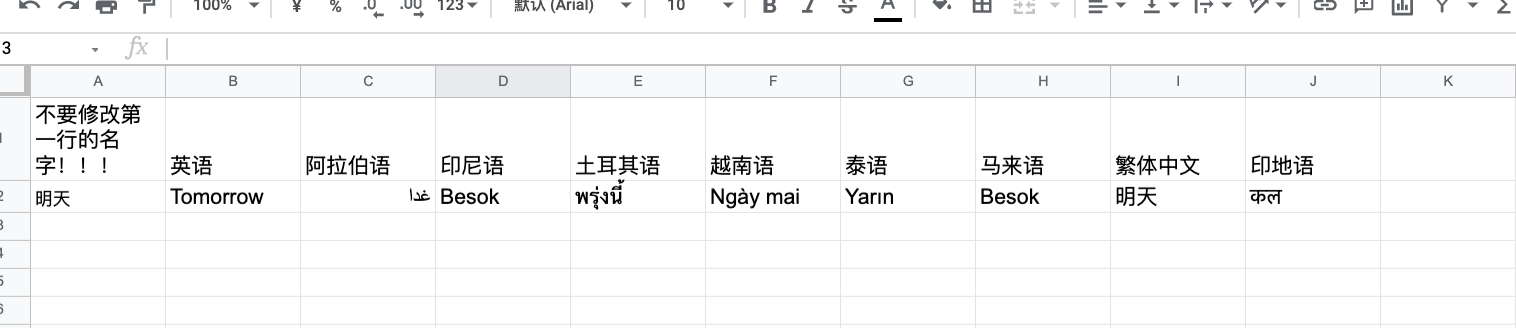 100%
¥
%
.0
.00
123
默认 (Arial)
10
B
I
S
A
Σ
3
fx
A B C D E F G H I J K
不要修改第
一行的名
字！！！ 英语 阿拉伯语 印尼语 土耳其语 越南语 泰语 马来语 繁体中文 印地语
2 明天 Tomorrow غدا Besok พรุ่งนี้ Ngày mai Yarın Besok 明天 कल
3
4
5
6